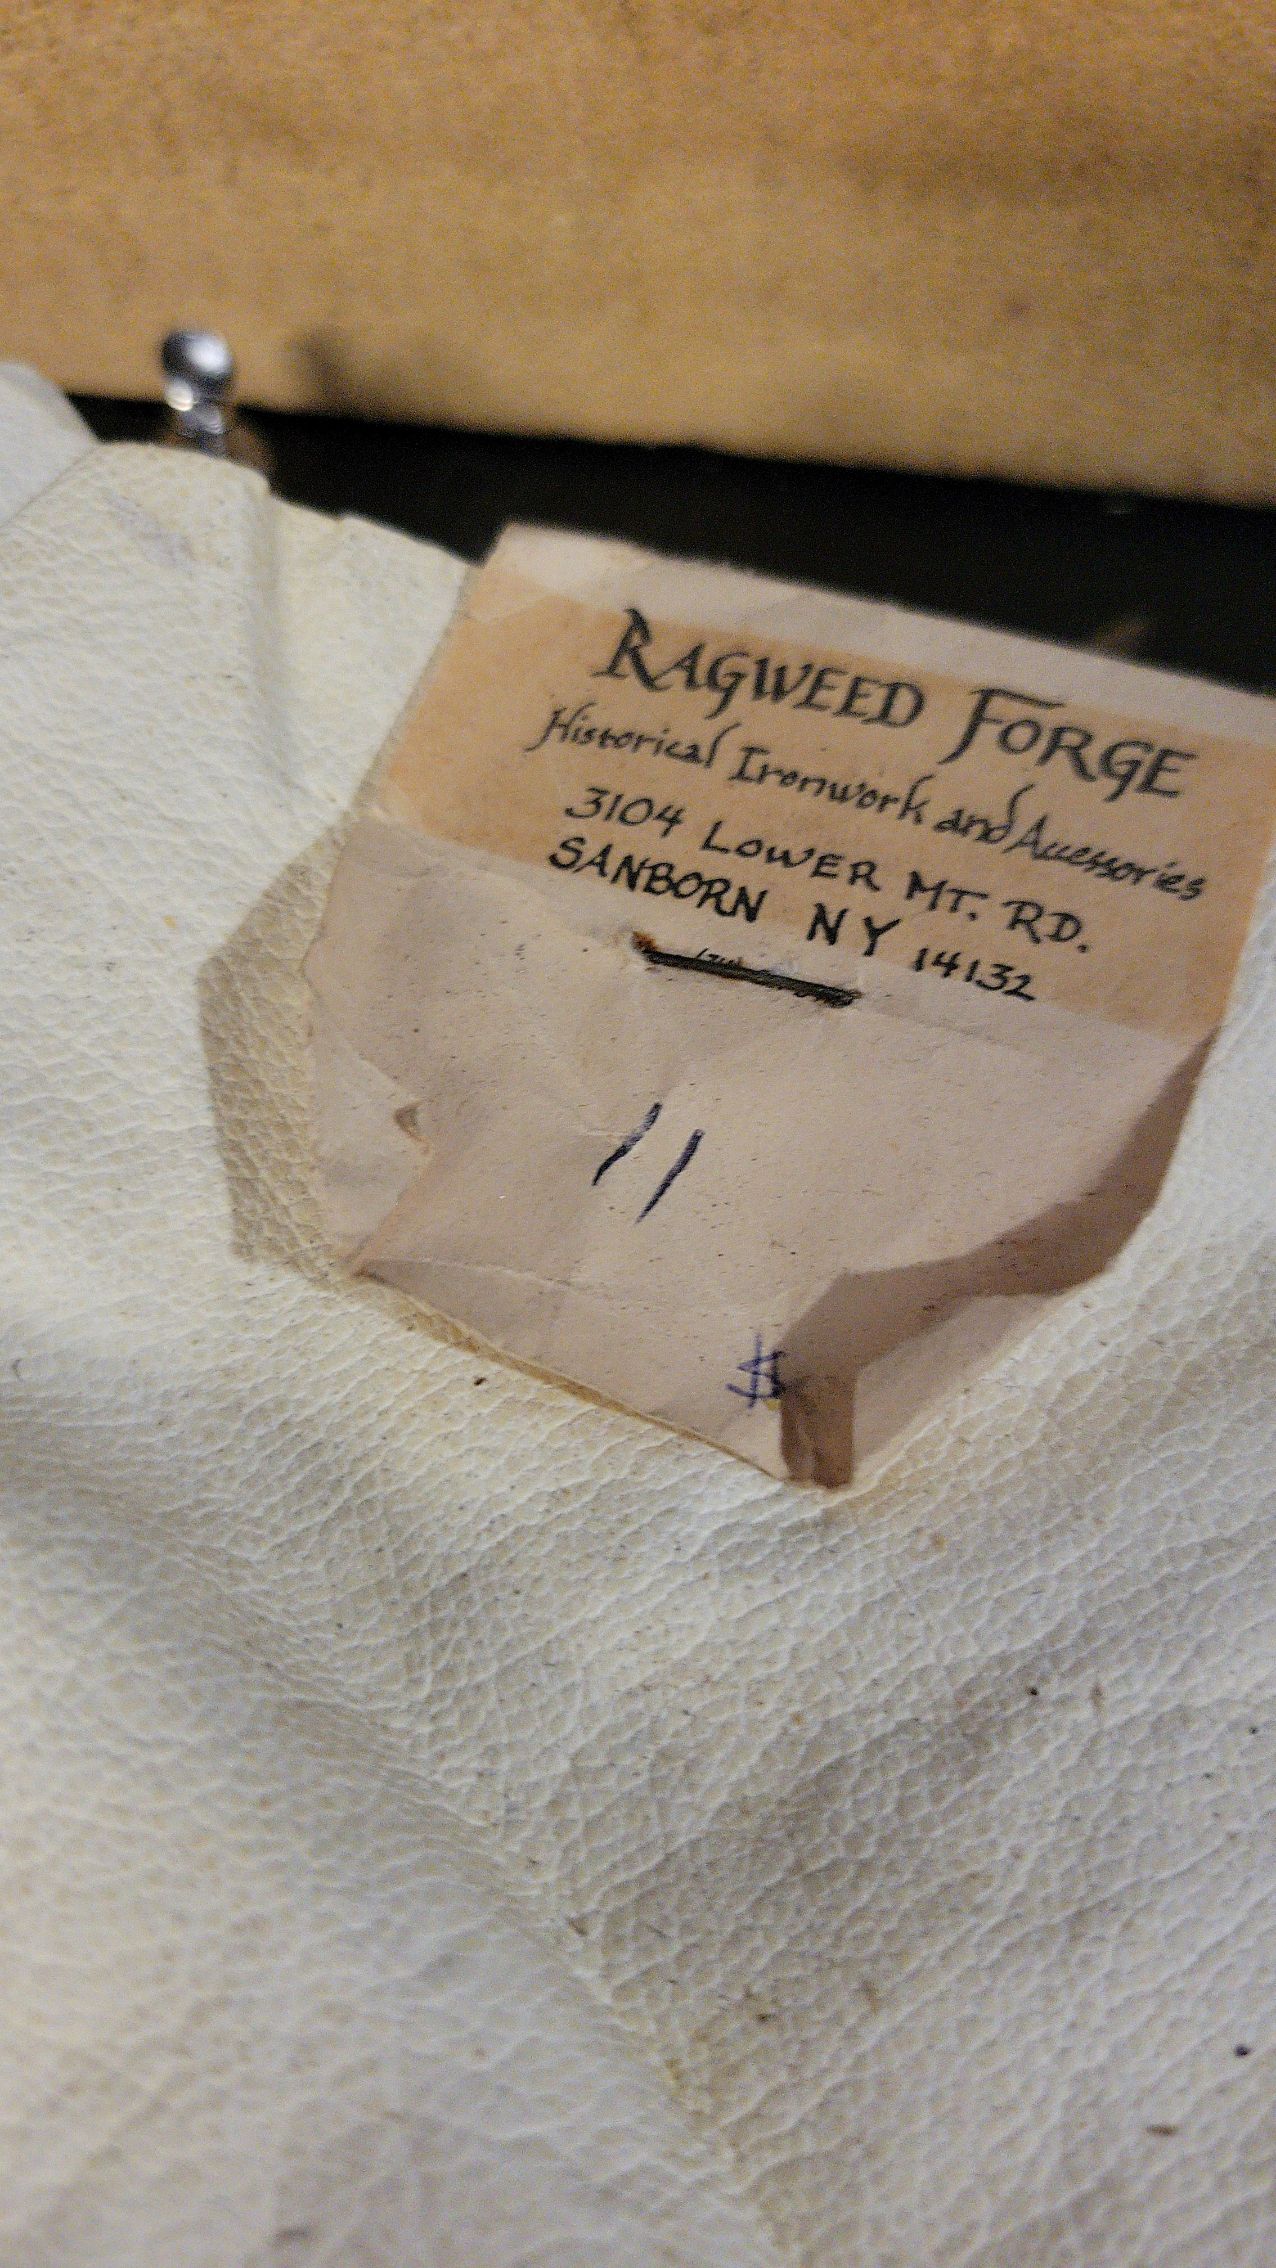 RAGWEED FORGE
Historical Ironwork and Accessories
3104 LOWER MT. RD.
SANBORN NY 14132
11
$